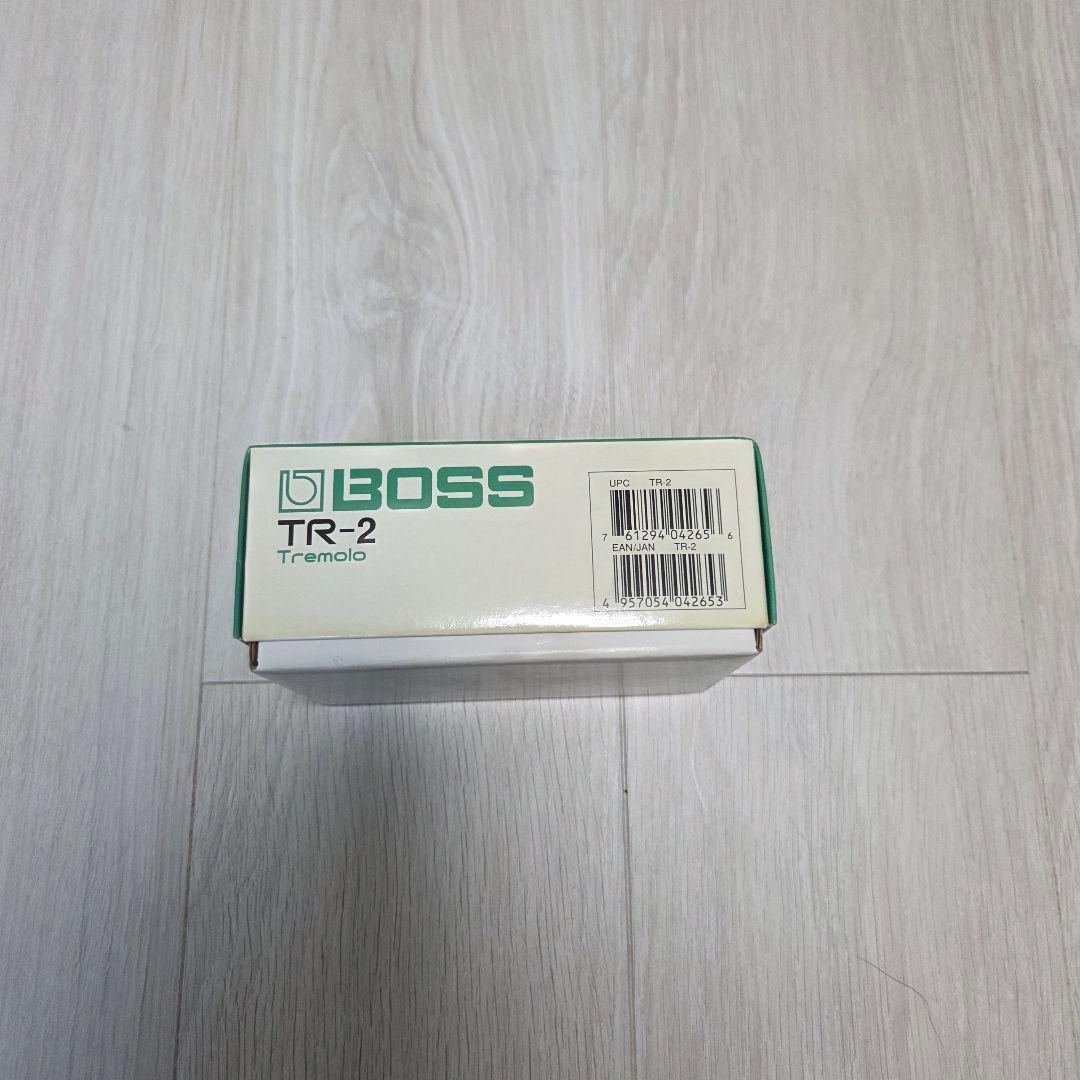 BOSS
TR-2
Tremolo
UPC TR-2
7 61294 04265 6
EAN/JAN TR-2
4 957054 042653